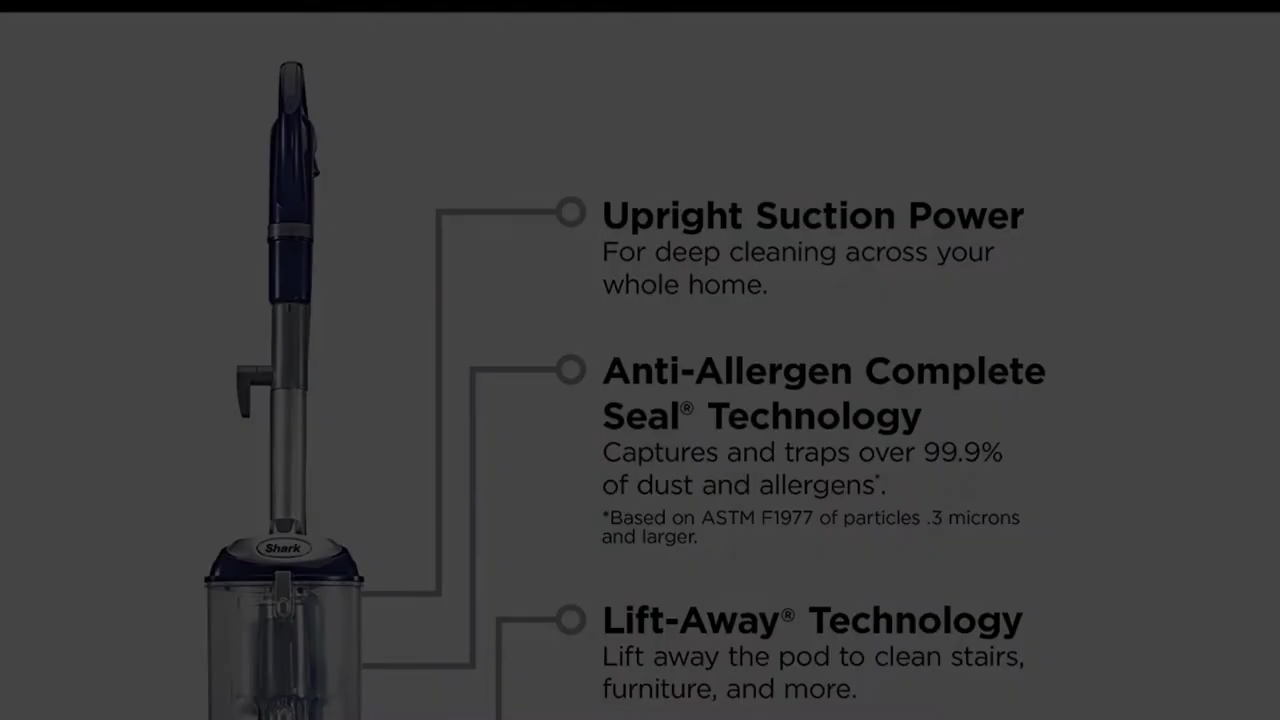 Upright Suction Power
For deep cleaning across your
whole home.
Anti-Allergen Complete
Seal® Technology
Captures and traps over 99.9%
of dust and allergens*.
*Based on ASTM F1977 of particles .3 microns
and larger.
Shark
Lift-Away® Technology
Lift away the pod to clean stairs,
furniture, and more.